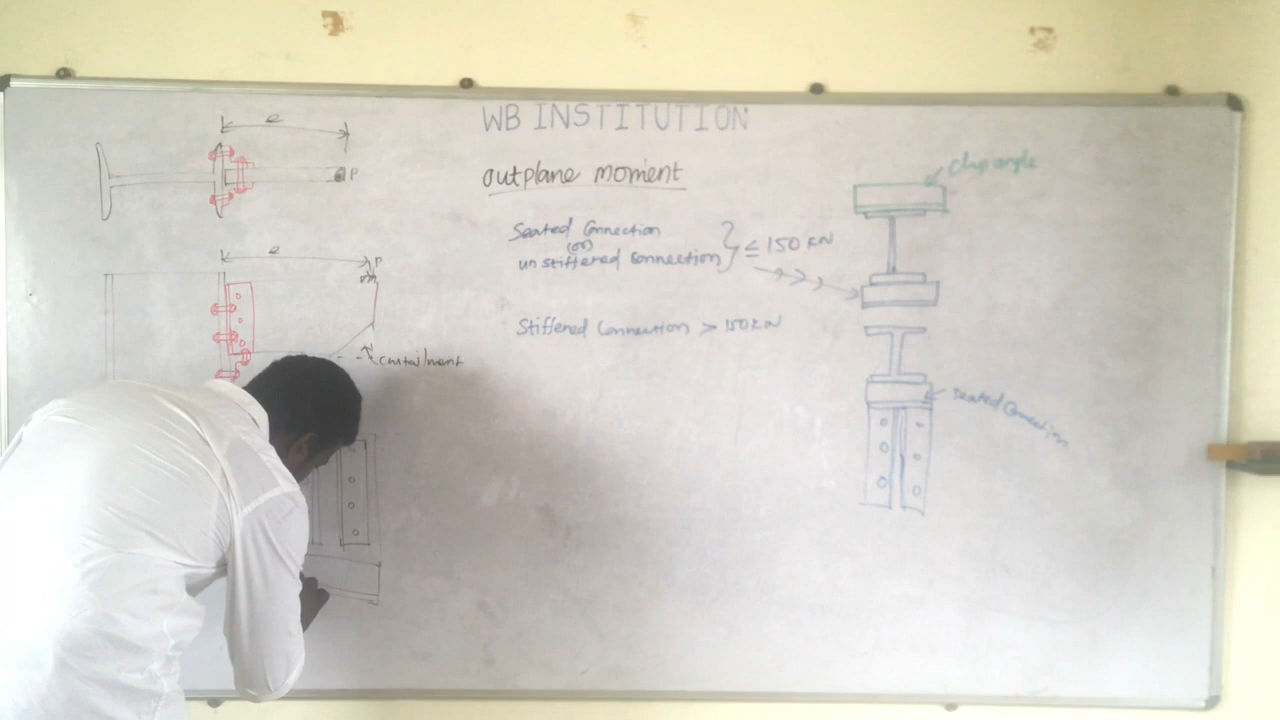 WB INSTITUTION
outplane moment
e
P
Seated Connection
(or)
unstiffened connection
≤ 150 KN
Stiffened Connection > 150 KN
e
P
clip angle
Seated Connection